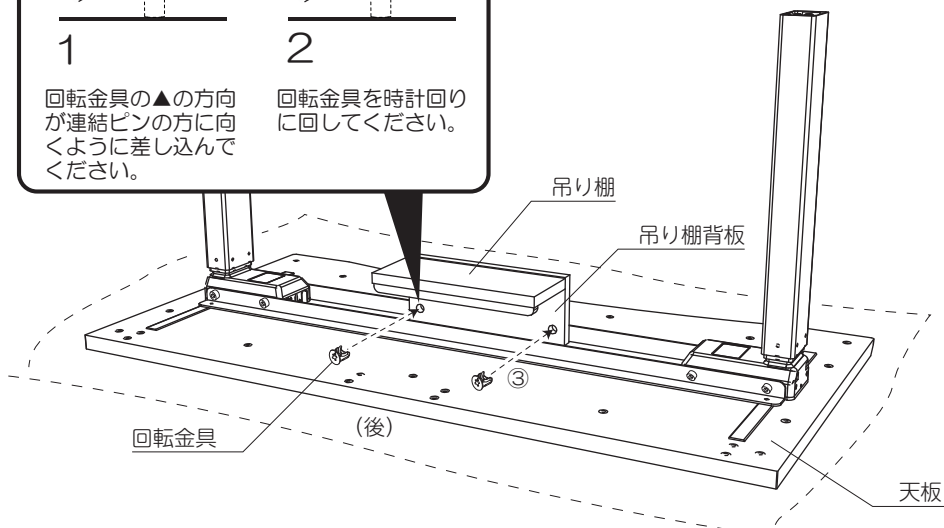 1
回転金具の▲の方向
が連結ピンの方に向
くように差し込んで
ください。
2
回転金具を時計回り
に回してください。
吊り棚
吊り棚背板
③
回転金具
(後)
天板